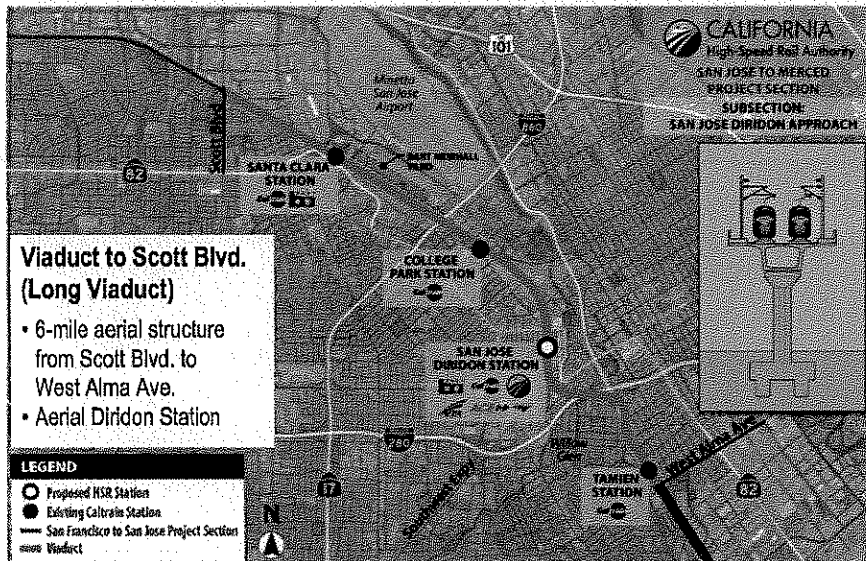 CALIFORNIA
High-Speed Rail Authority
SAN JOSE TO MERCED
PROJECT SECTION
SUBSECTION:
SAN JOSE DIRIDON APPROACH
101
Mineta
San Jose
Airport
880
Scott Blvd
82
SANTA CLARA
STATION
Viaduct to Scott Blvd.
(Long Viaduct)
• 6-mile aerial structure
from Scott Blvd. to
West Alma Ave.
• Aerial Diridon Station
COLLEGE
PARK STATION
SAN JOSE
DIRIDON STATION
280
17
Southwest Expy
TAMIEN
STATION
West Alma Ave
82
LEGEND
Proposed HSR Station
Existing Caltrain Station
San Francisco to San Jose Project Section
Viaduct
N